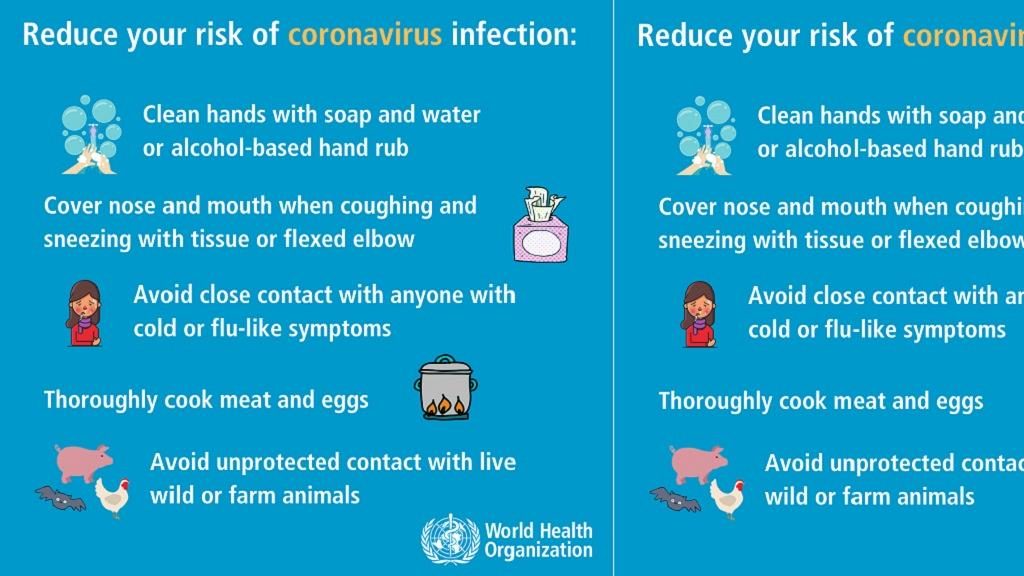 Reduce your risk of coronavirus infection:
Clean hands with soap and water
or alcohol-based hand rub
Cover nose and mouth when coughing and
sneezing with tissue or flexed elbow
Avoid close contact with anyone with
cold or flu-like symptoms
Thoroughly cook meat and eggs
Avoid unprotected contact with live
wild or farm animals
World Health
Organization
Reduce your risk of coronavir
Clean hands with soap and
or alcohol-based hand rub
Cover nose and mouth when coughi
sneezing with tissue or flexed elbow
Avoid close contact with an
cold or flu-like symptoms
Thoroughly cook meat and eggs
Avoid unprotected contac
wild or farm animals